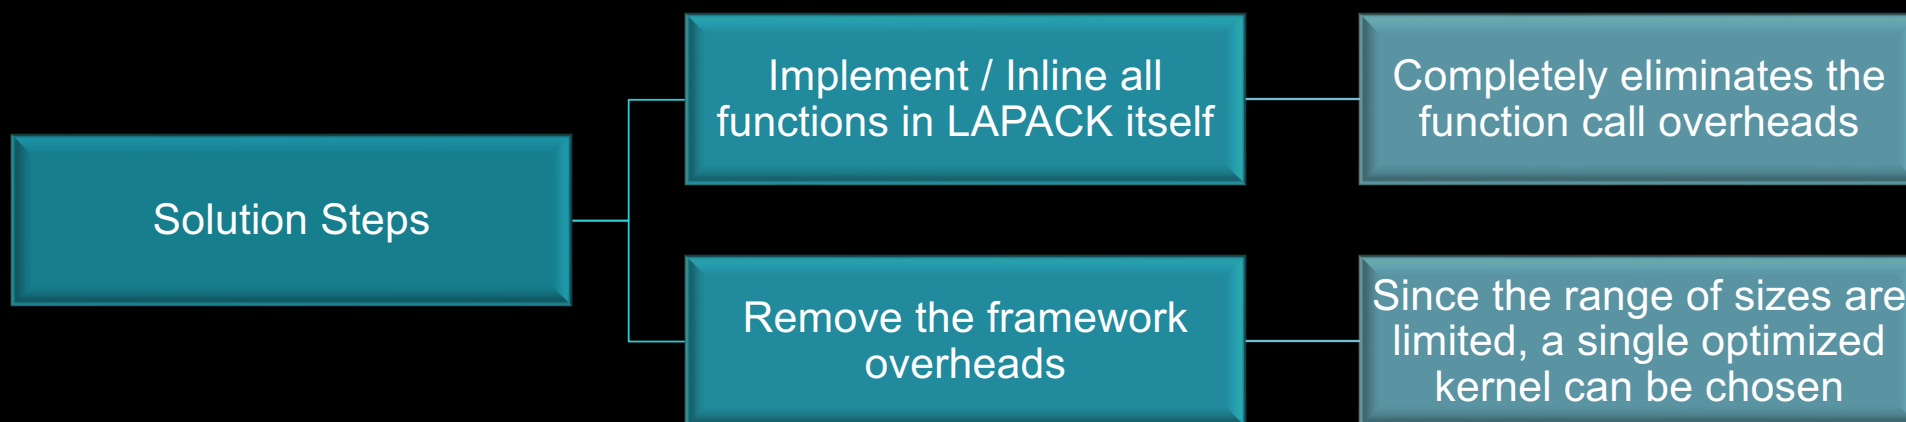 Solution Steps
Implement / Inline all
functions in LAPACK itself
Completely eliminates the
function call overheads
Remove the framework
overheads
Since the range of sizes are
limited, a single optimized
kernel can be chosen